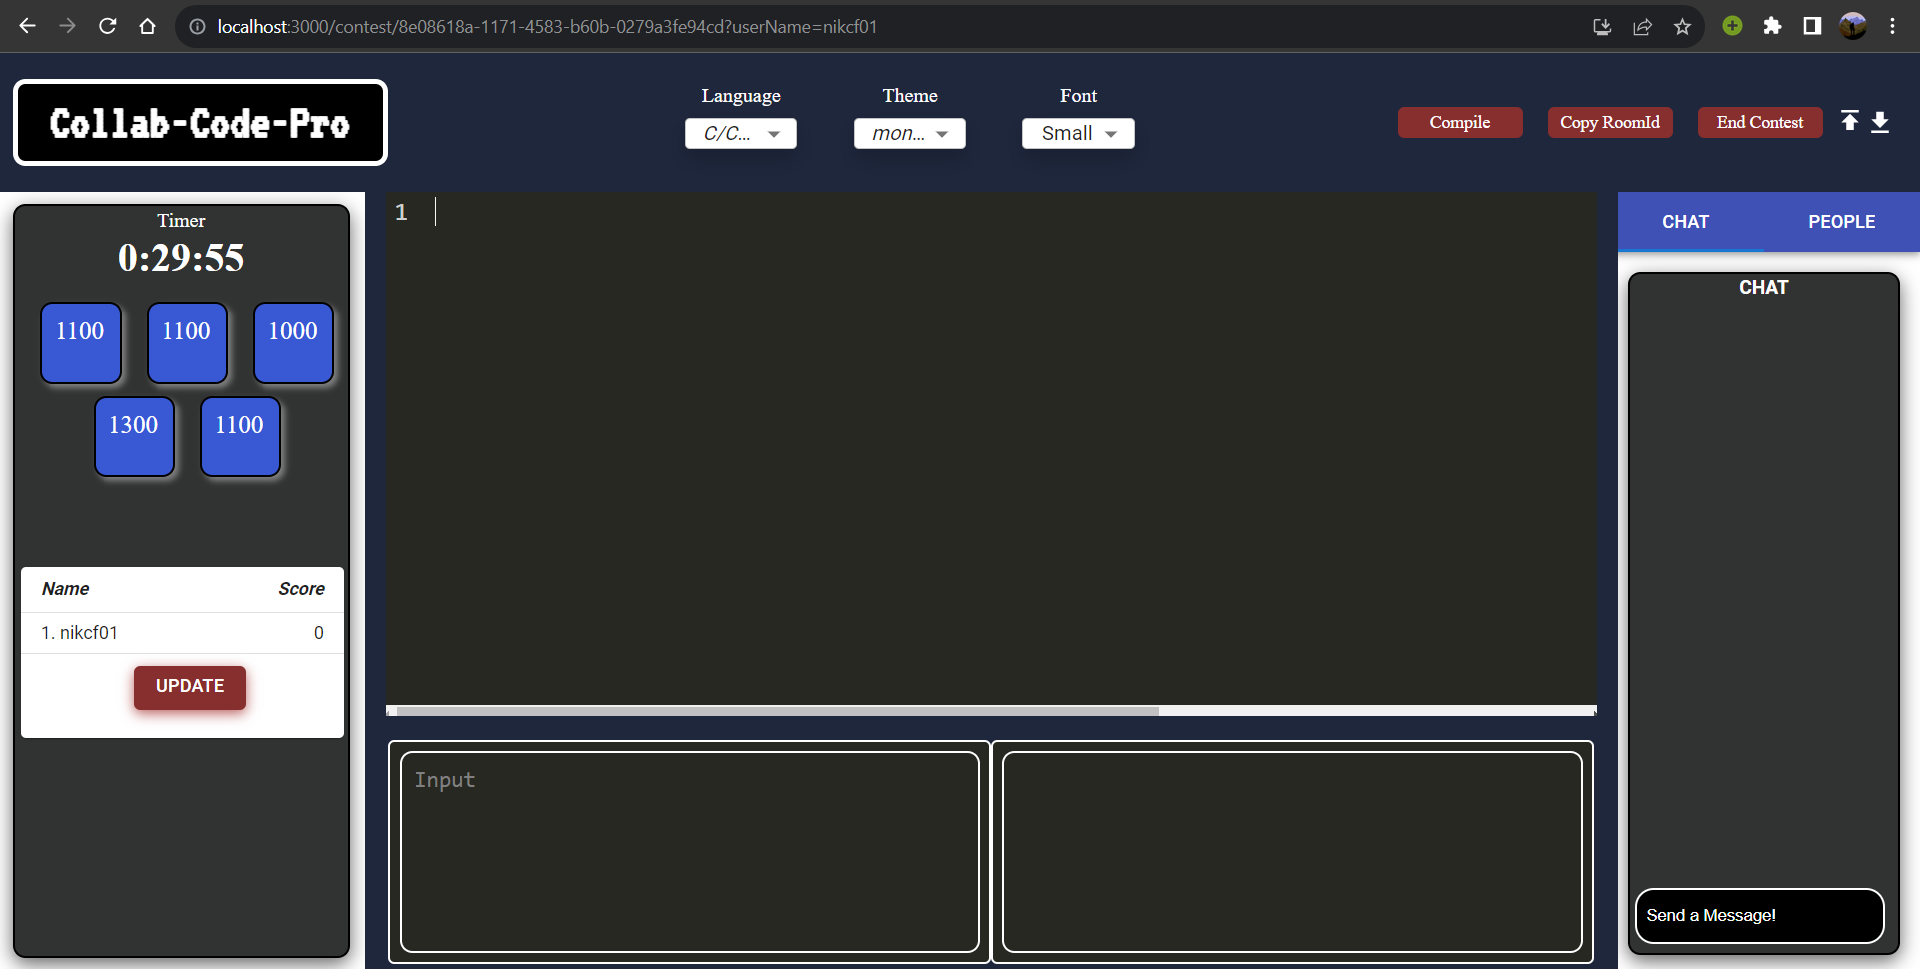 localhost:3000/contest/8e08618a-1171-4583-b60b-0279a3fe94cd?userName=nikcf01
Collab-Code-Pro
Language
Theme
Font
C/C...
mon...
Small
Compile
Copy RoomId
End Contest
Timer
0:29:55
1100
1100
1000
1300
1100
Name
Score
1. nikcf01
0
UPDATE
1
Input
CHAT
PEOPLE
CHAT
Send a Message!